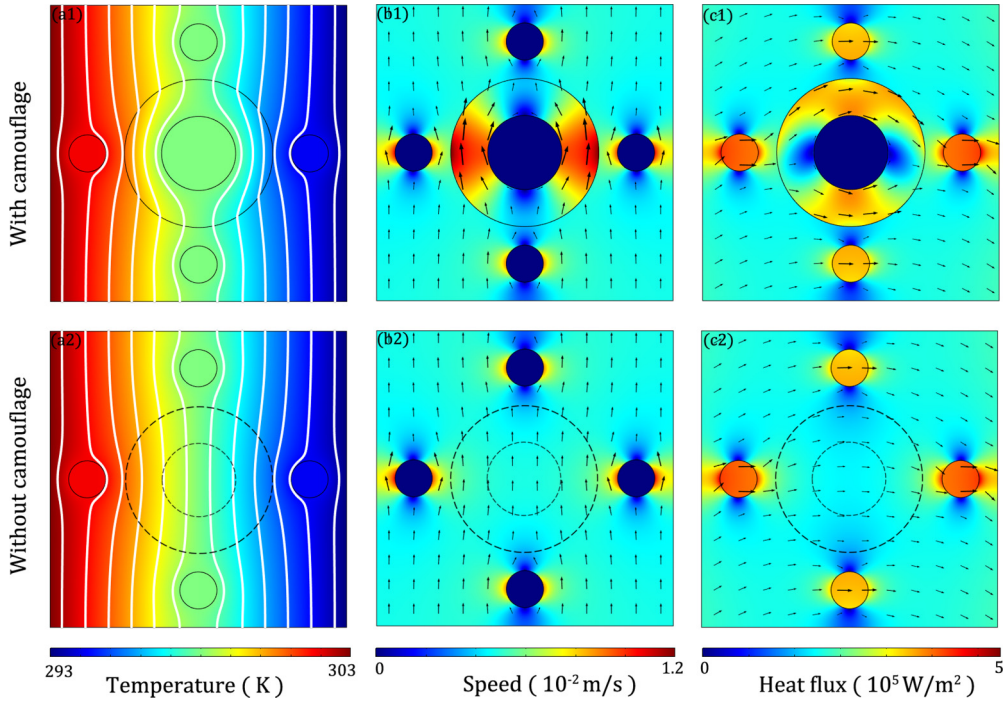 (a1) (b1) (c1)
With camouflage
(a2) (b2) (c2)
Without camouflage
293 303 0 1.2 0 5
Temperature ( K ) Speed ( 10⁻² m/s ) Heat flux ( 10⁵ W/m² )